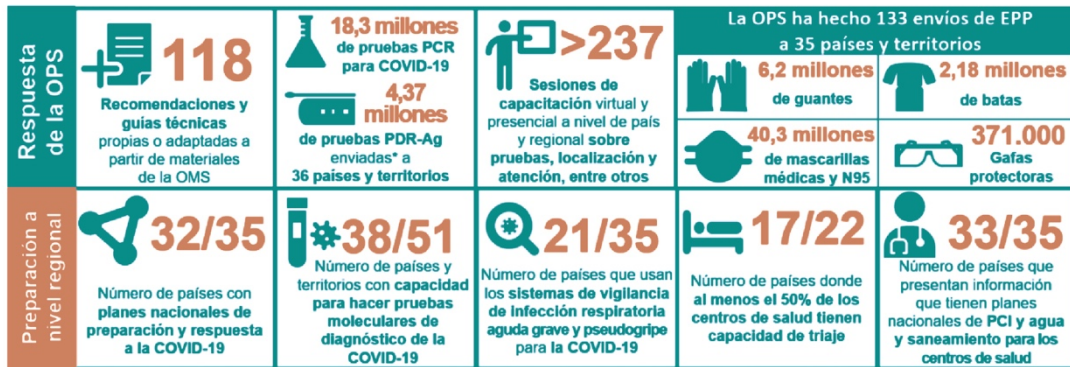 Respuesta
de la OPS
118
Recomendaciones y
guías técnicas
propias o adaptadas a
partir de materiales
de la OMS
18,3 millones
de pruebas PCR
para COVID-19
4,37
millones
de pruebas PDR-Ag
enviadas* a
36 países y territorios
>237
Sesiones de
capacitación virtual y
presencial a nivel de país
y regional sobre
pruebas, localización y
atención, entre otros
La OPS ha hecho 133 envíos de EPP
a 35 países y territorios
6,2 millones
de guantes
2,18 millones
de batas
40,3 millones
de mascarillas
médicas y N95
371.000
Gafas
protectoras
Preparación a
nivel regional
32/35
Número de países con
planes nacionales de
preparación y respuesta
a la COVID-19
38/51
Número de países y
territorios con capacidad
para hacer pruebas
moleculares de
diagnóstico de la
COVID-19
21/35
Número de países que usan
los sistemas de vigilancia
de infección respiratoria
aguda grave y pseudogripe
para la COVID-19
17/22
Número de países donde
al menos el 50% de los
centros de salud tienen
capacidad de triaje
33/35
Número de países que
presentan información
que tienen planes
nacionales de PCI y agua
y saneamiento para los
centros de salud